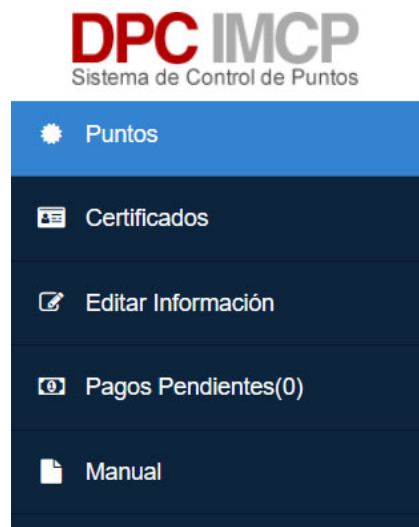 DPC IMCP
Sistema de Control de Puntos
Puntos
Certificados
Editar Información
Pagos Pendientes(0)
Manual